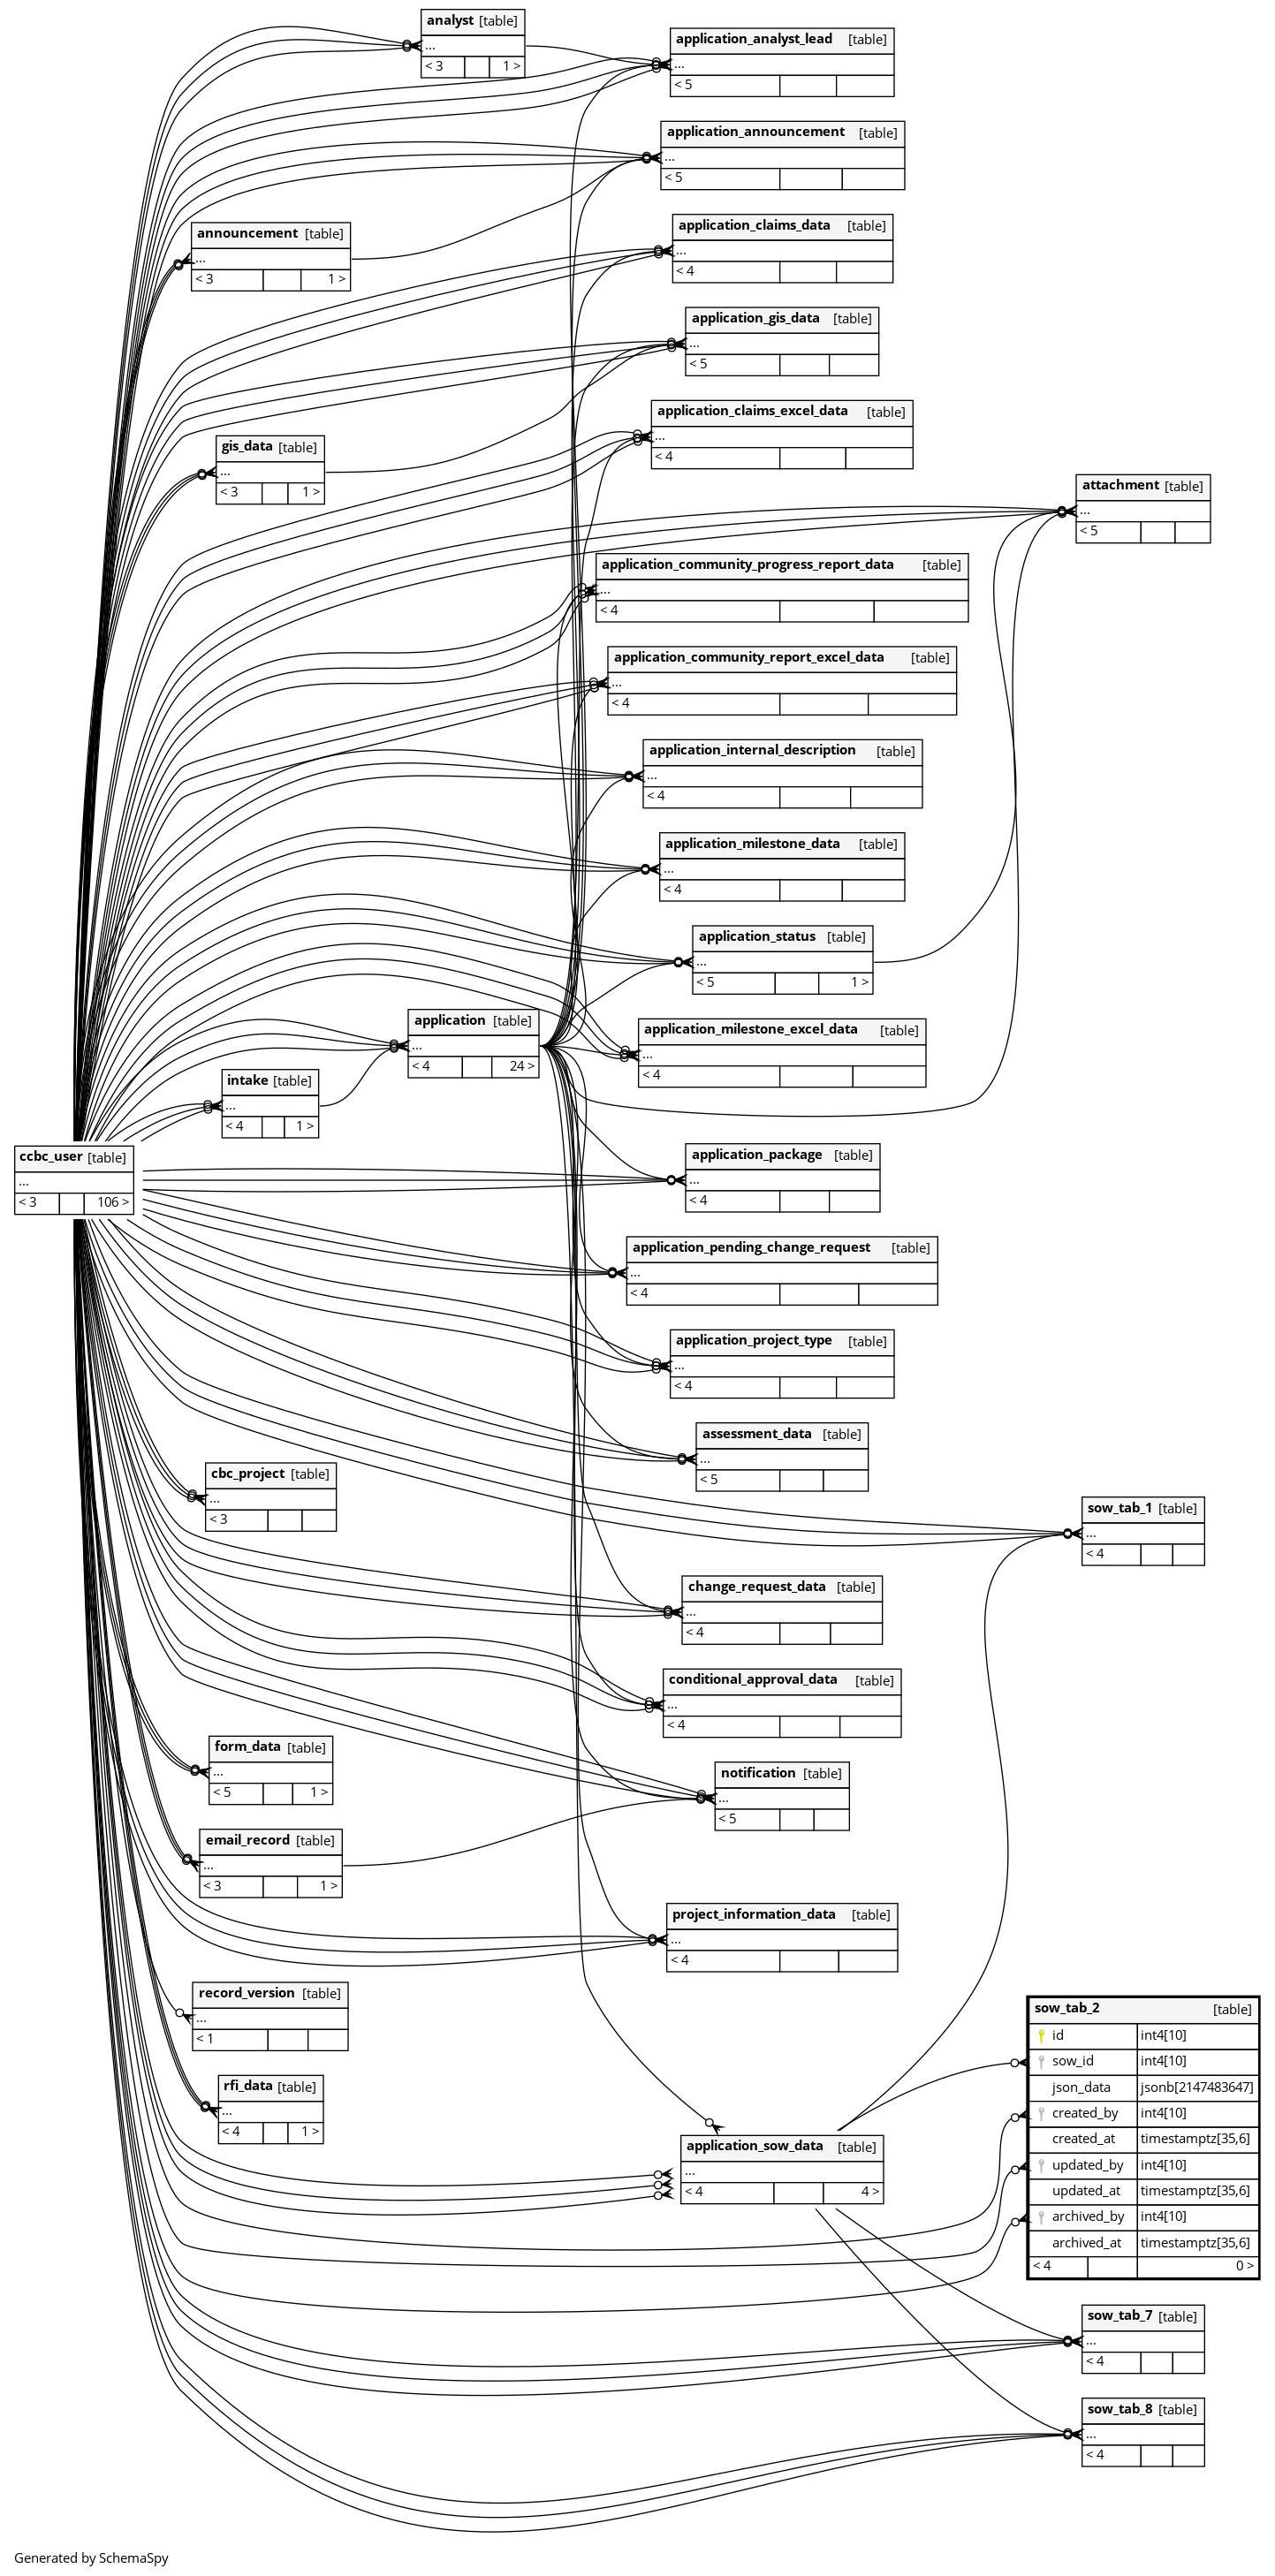 analyst [table]
...
< 3 1 >
application_analyst_lead [table]
...
< 5
application_announcement [table]
...
< 5
announcement [table]
...
< 3 1 >
application_claims_data [table]
...
< 4
application_gis_data [table]
...
< 5
application_claims_excel_data [table]
...
< 4
gis_data [table]
...
< 3 1 >
attachment [table]
...
< 5
application_community_progress_report_data [table]
...
< 4
application_community_report_excel_data [table]
...
< 4
application_internal_description [table]
...
< 4
application_milestone_data [table]
...
< 4
application_status [table]
...
< 5 1 >
application [table]
...
< 4 24 >
application_milestone_excel_data [table]
...
< 4
intake [table]
...
< 4 1 >
ccbc_user [table]
...
< 3 106 >
application_package [table]
...
< 4
application_pending_change_request [table]
...
< 4
application_project_type [table]
...
< 4
assessment_data [table]
...
< 5
cbc_project [table]
...
< 3
sow_tab_1 [table]
...
< 4
change_request_data [table]
...
< 4
conditional_approval_data [table]
...
< 4
form_data [table]
...
< 5 1 >
notification [table]
...
< 5
email_record [table]
...
< 3 1 >
project_information_data [table]
...
< 4
record_version [table]
...
< 1
rfi_data [table]
...
< 4 1 >
application_sow_data [table]
...
< 4 4 >
sow_tab_2 [table]
id int4[10]
sow_id int4[10]
json_data jsonb[2147483647]
created_by int4[10]
created_at timestamptz[35,6]
updated_by int4[10]
updated_at timestamptz[35,6]
archived_by int4[10]
archived_at timestamptz[35,6]
< 4 0 >
sow_tab_7 [table]
...
< 4
sow_tab_8 [table]
...
< 4
Generated by SchemaSpy